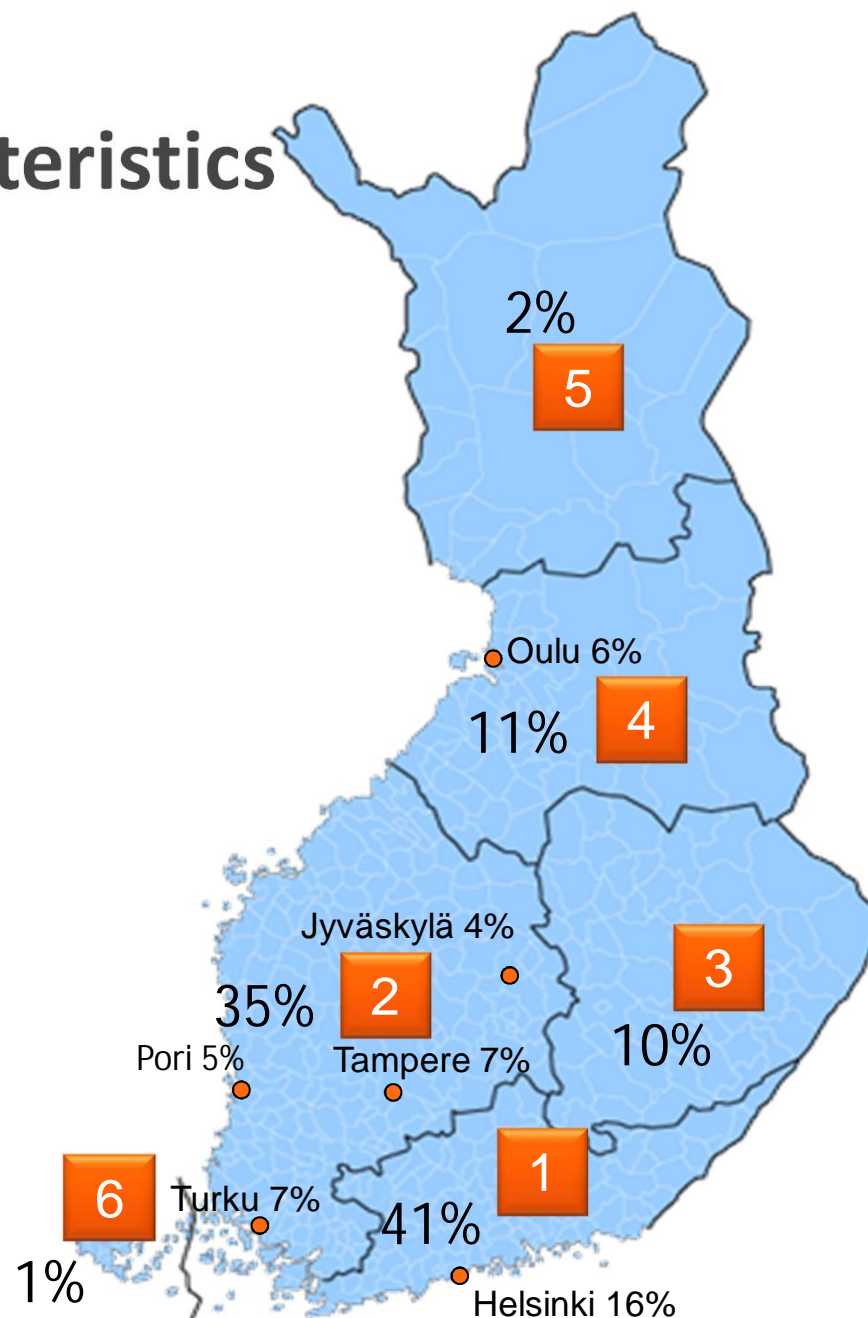 teristics
2%
5
Oulu 6%
11%
4
Jyväskylä 4%
3
2
35%
10%
Pori 5%
Tampere 7%
1
6
Turku 7%
41%
1%
Helsinki 16%